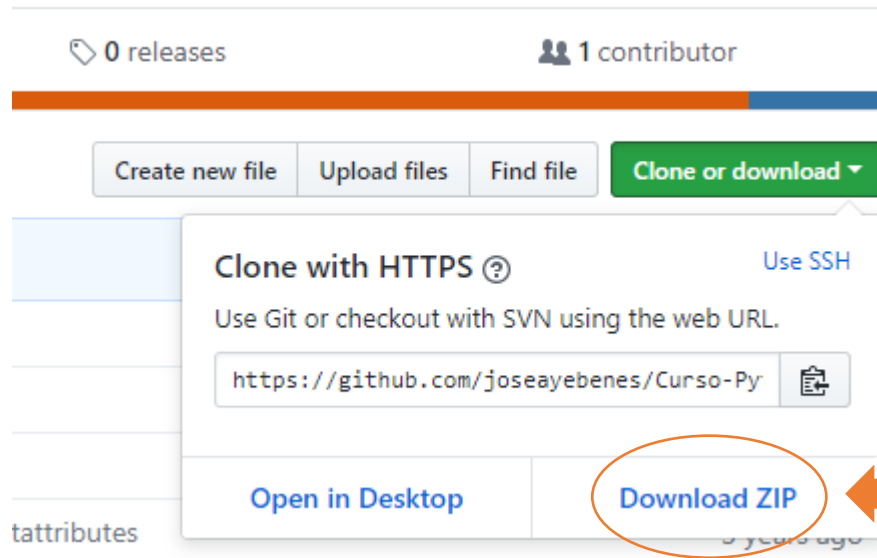 0 releases
1 contributor
Create new file
Upload files
Find file
Clone or download
Clone with HTTPS
Use SSH
Use Git or checkout with SVN using the web URL.
https://github.com/joseayebenes/Curso-Py
Open in Desktop
Download ZIP
tattributes
years ago